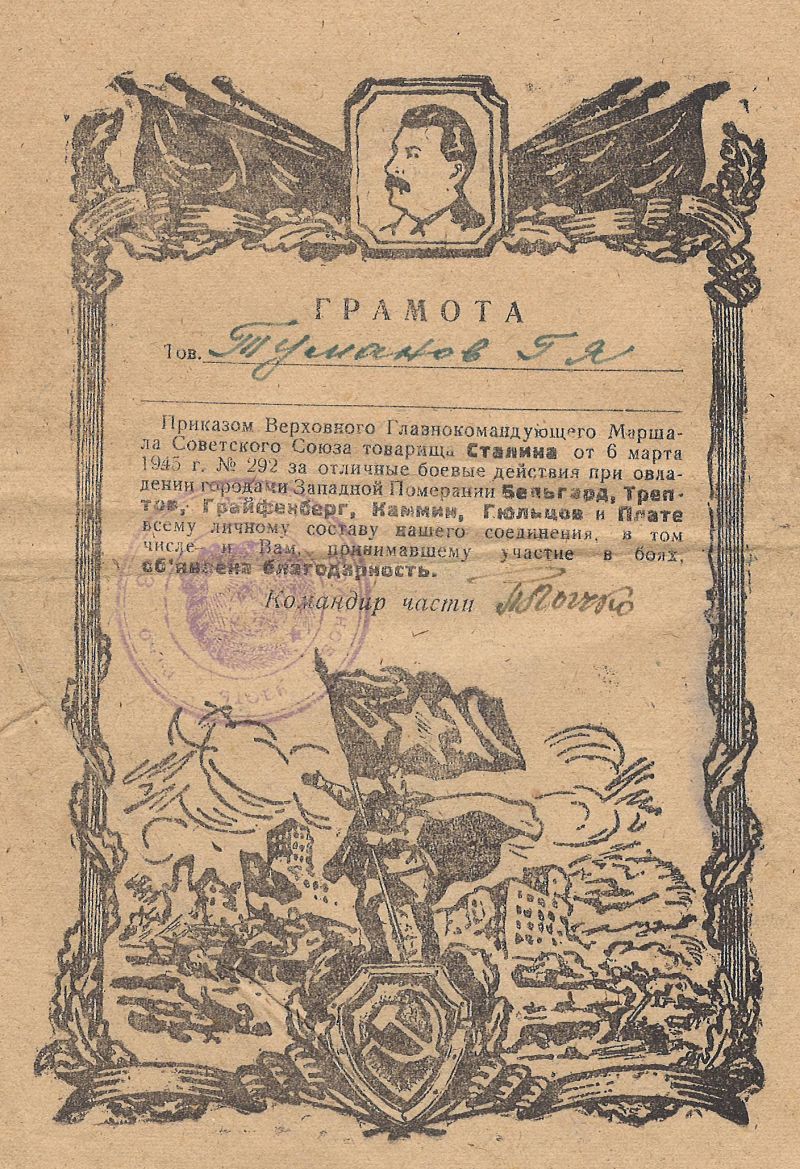 ГРАМОТА
Тов. Туманов Г Я
Приказом Верховного Главнокомандующего Марша-
ла Советского Союза товарища Сталина от 6 марта
1945 г. № 292 за отличные боевые действия при овла-
дении городами Западной Померании Бельгард, Треп-
тов, Грайфенберг, Каммин, Гюльцов и Плате
всему личному составу нашего соединения, в том
числе и Вам, принимавшему участие в боях,
об'явлена благодарность.
Командир части